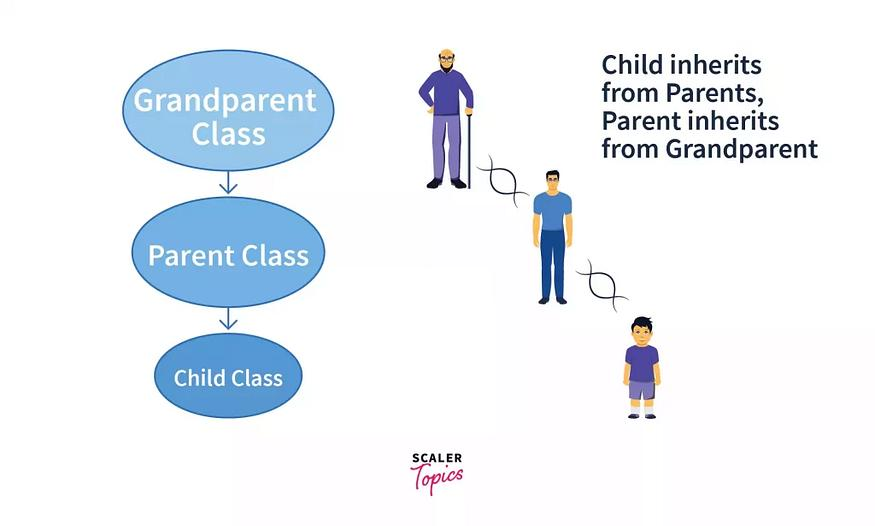 Grandparent
Class
Parent Class
Child Class
Child inherits
from Parents,
Parent inherits
from Grandparent
SCALER
Topics